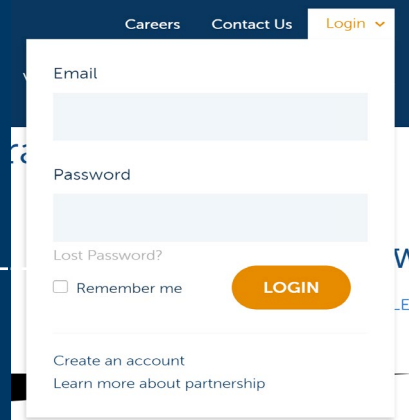 Careers Contact Us Login
Email
Password
Lost Password?
Remember me LOGIN
Create an account
Learn more about partnership